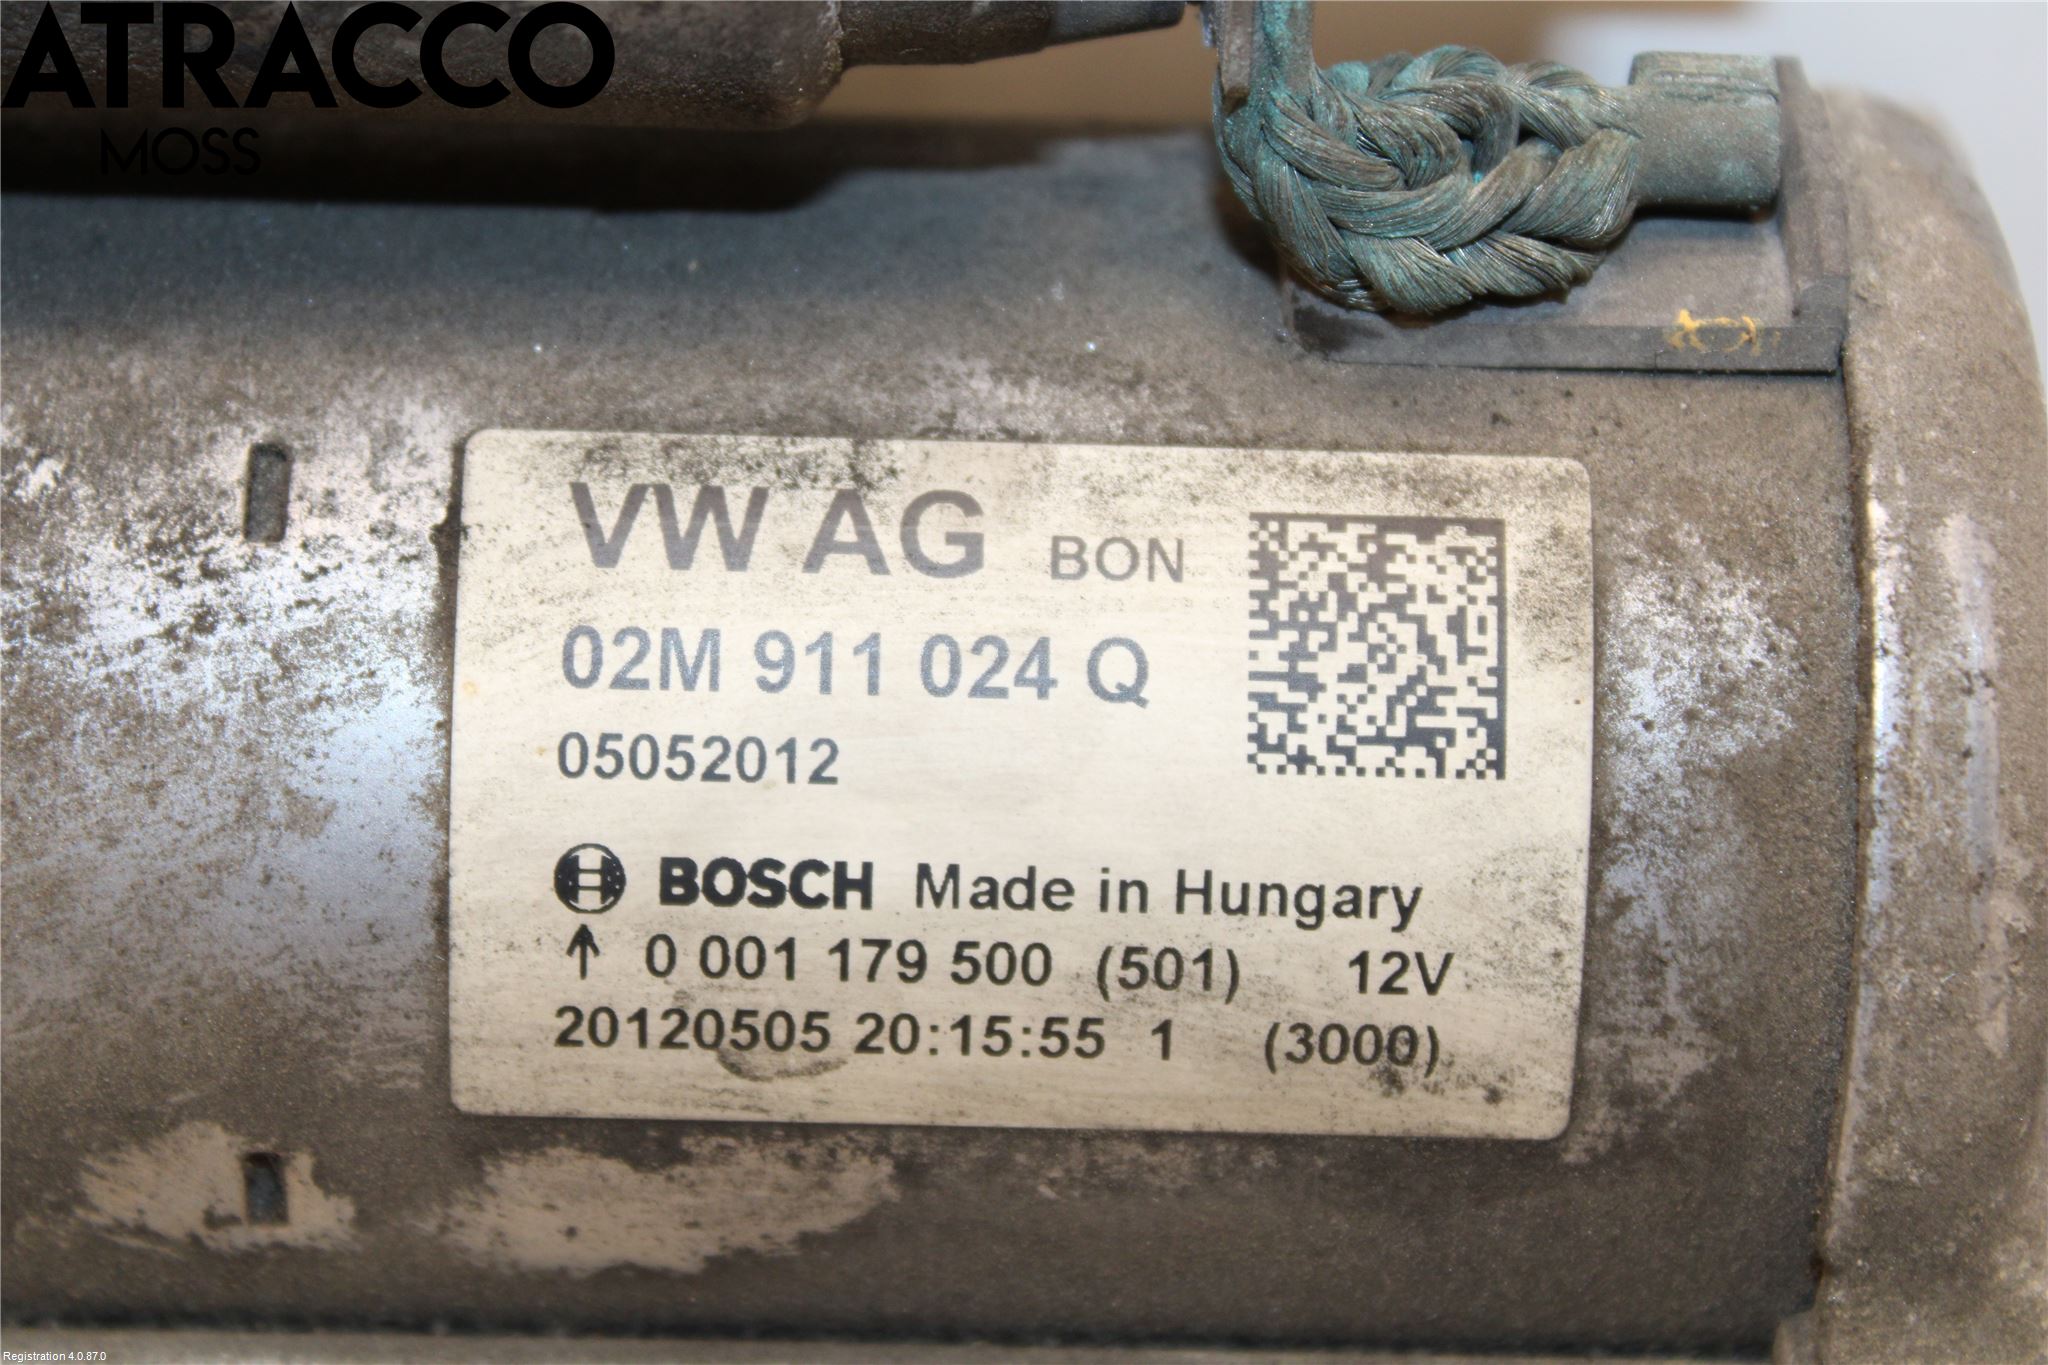 ATRACCO
MOSS
VW AG BON
02M 911 024 Q
05052012
BOSCH Made in Hungary
↑ 0 001 179 500 (501) 12V
20120505 20:15:55 1 (3000)
Registration 4.0.87.0